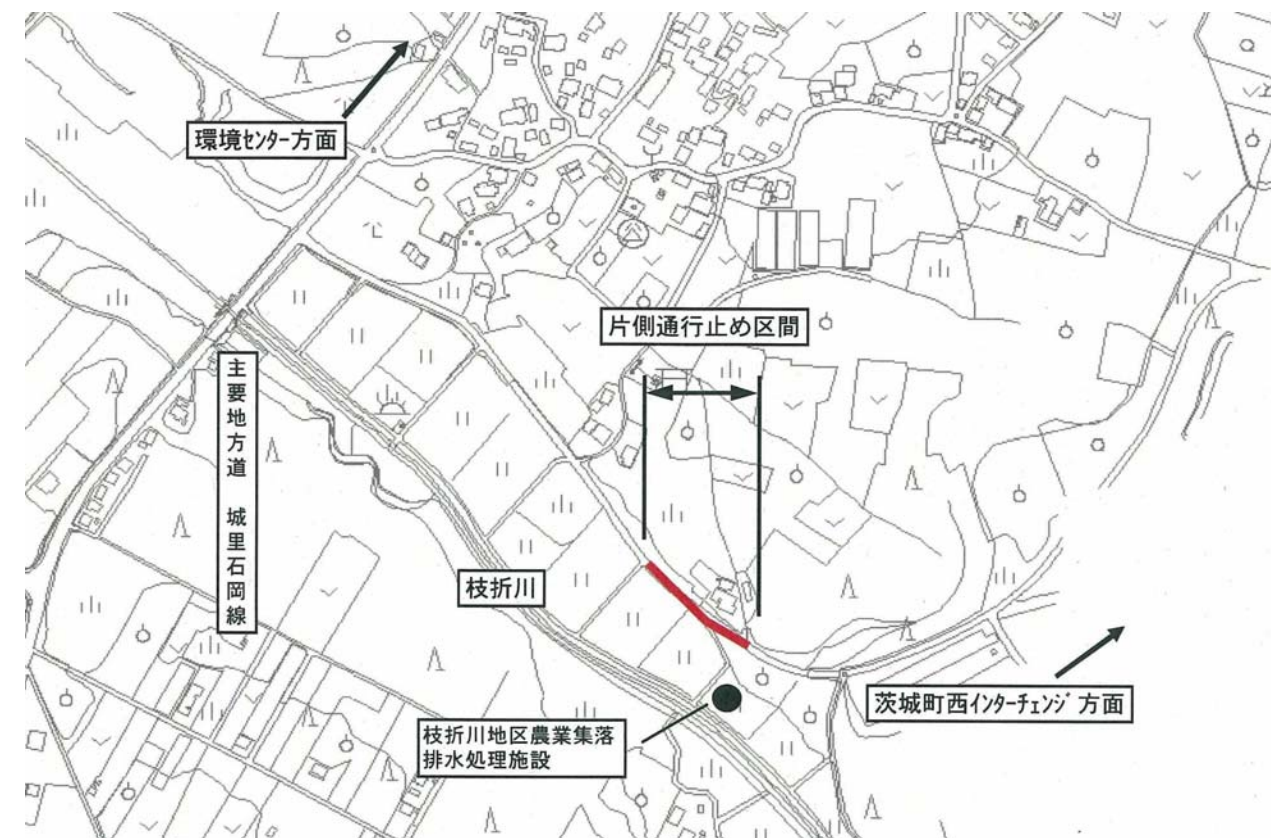 環境センター方面
片側通行止め区間
主要地方道　城里石岡線
枝折川
茨城町西インターチェンジ方面
枝折川地区農業集落
排水処理施設